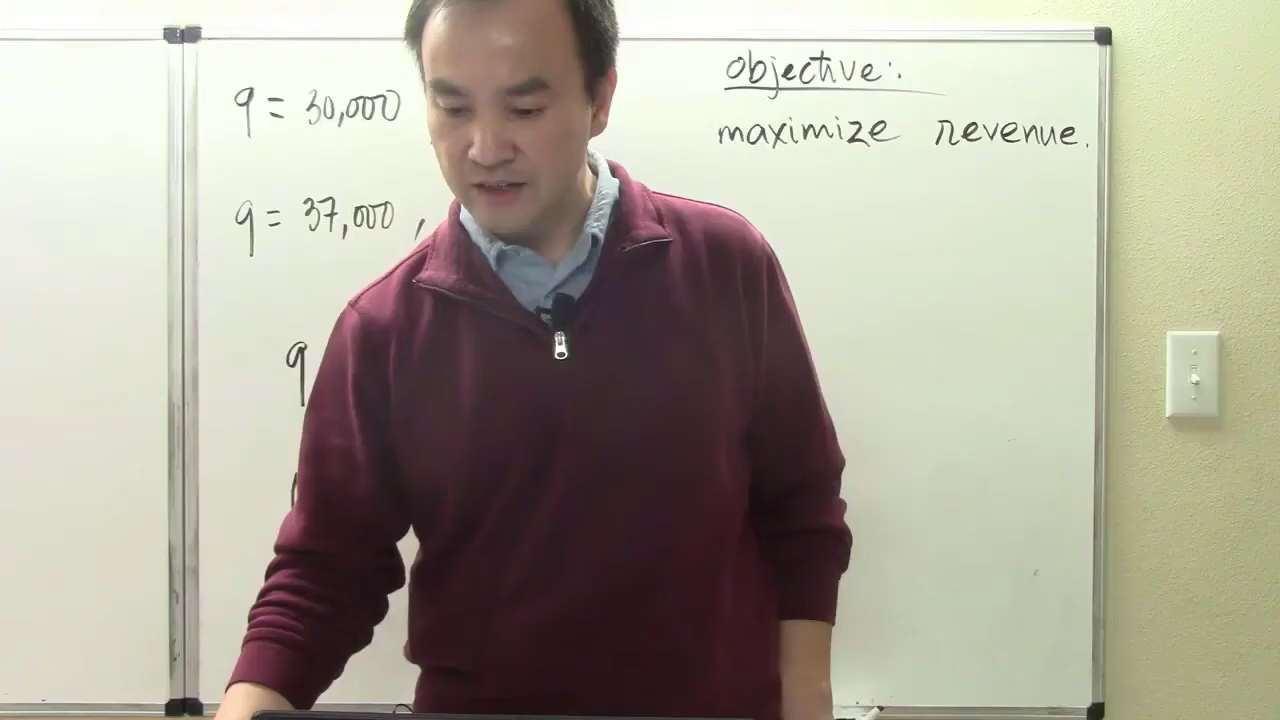 q = 30,000
q = 37,000 ,
q
objective:
maximize revenue.